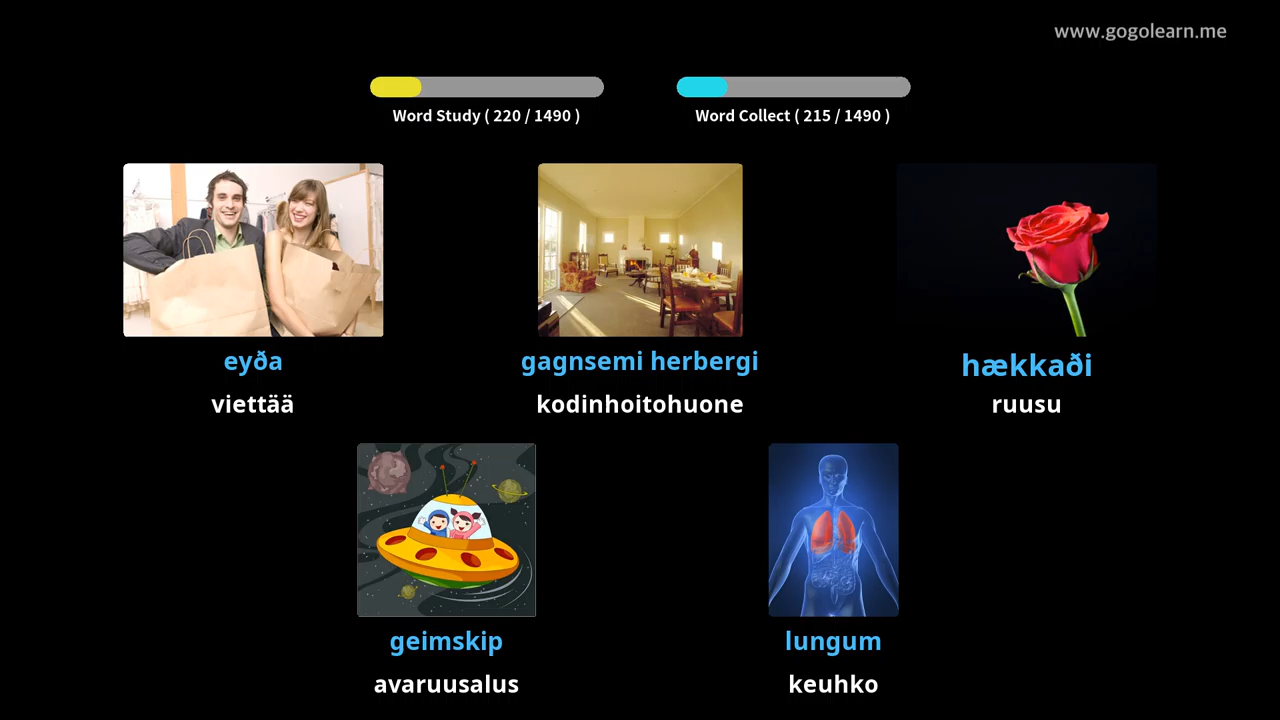 www.gogolearn.me
Word Study ( 220 / 1490 )
Word Collect ( 215 / 1490 )
eyða
viettää
gagnsemi herbergi
kodinhoitohuone
hækkaði
ruusu
geimskip
avaruusalus
lungum
keuhko